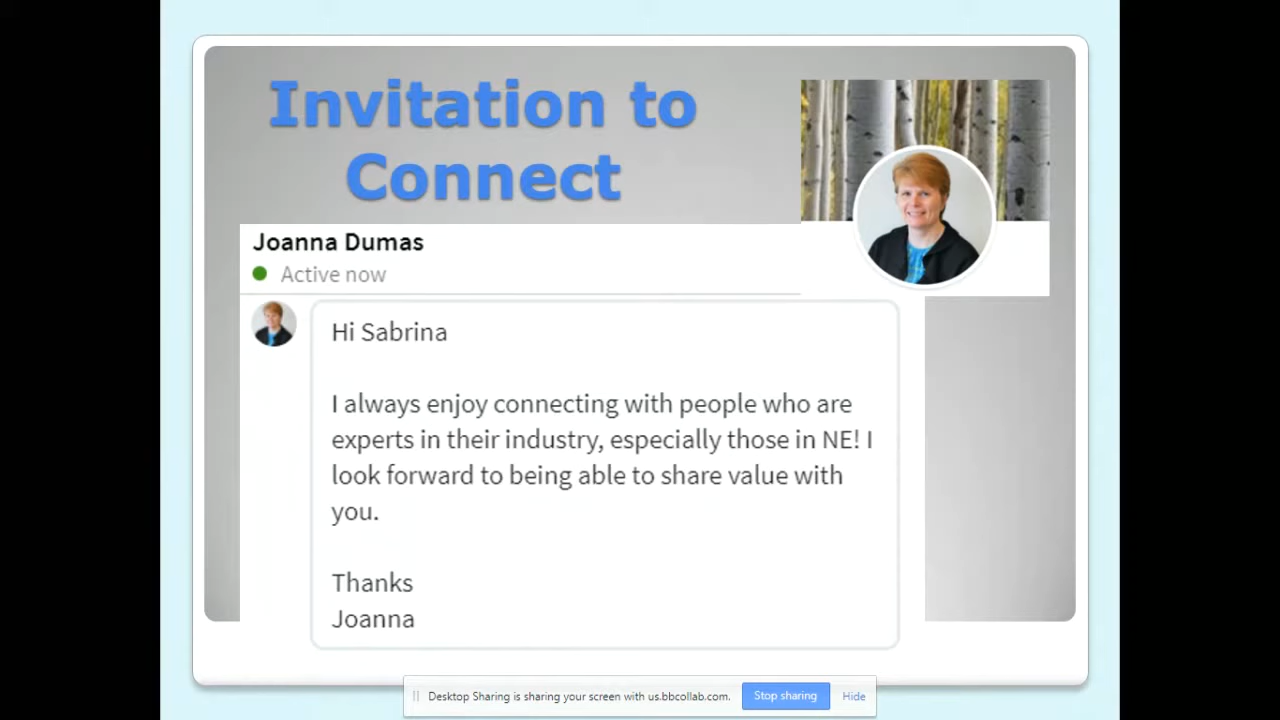 Invitation to
Connect
Joanna Dumas
Active now
Hi Sabrina
I always enjoy connecting with people who are
experts in their industry, especially those in NE! I
look forward to being able to share value with
you.
Thanks
Joanna
Desktop Sharing is sharing your screen with us.bbcollab.com. Stop sharing Hide